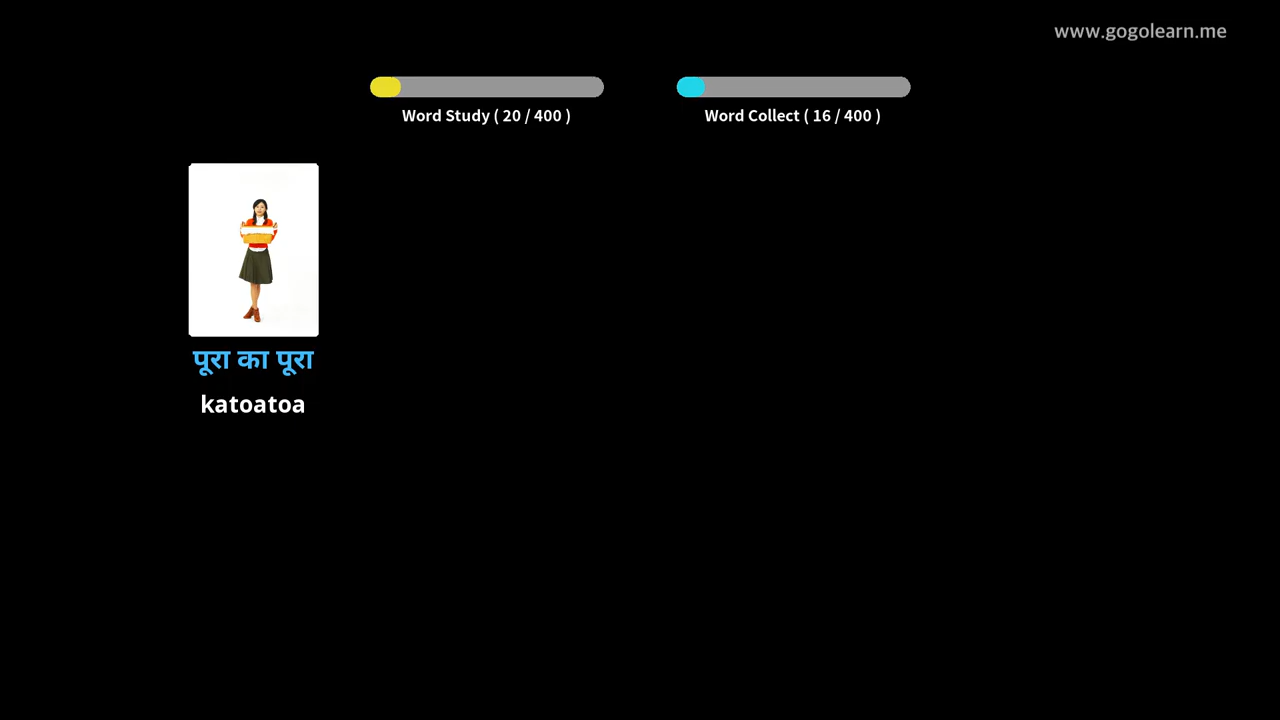 www.gogolearn.me
Word Study ( 20 / 400 )
Word Collect ( 16 / 400 )
पूरा का पूरा
katoatoa